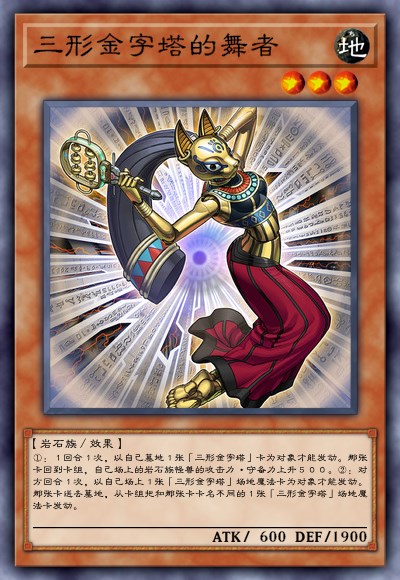 三形金字塔的舞者
地
【岩石族／效果】
①：1回合1次，以自己墓地1张「三形金字塔」卡为对象才能发动。那张
卡回到卡组，自己场上的岩石族怪兽的攻击力·守备力上升500。②：对
方回合1次，以自己场上1张「三形金字塔」场地魔法卡为对象才能发动。
那张卡送去墓地，从卡组把和那张卡卡名不同的1张「三形金字塔」场地魔
法卡发动。
ATK/ 600 DEF/1900